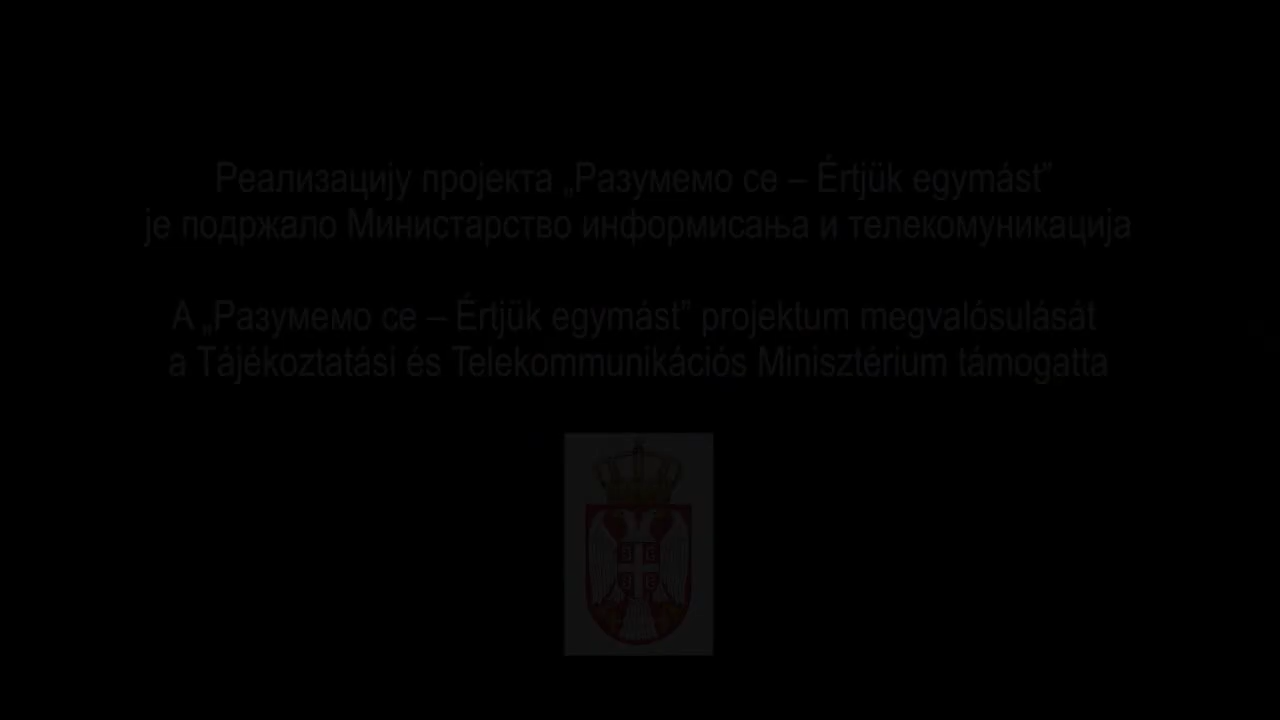 Реализацију пројекта „Разумемо се – Értjük egymást”
је подржало Министарство информисања и телекомуникација
A „Разумемо се – Értjük egymást” projektum megvalósulását
a Tájékoztatási és Telekommunikációs Minisztérium támogatta